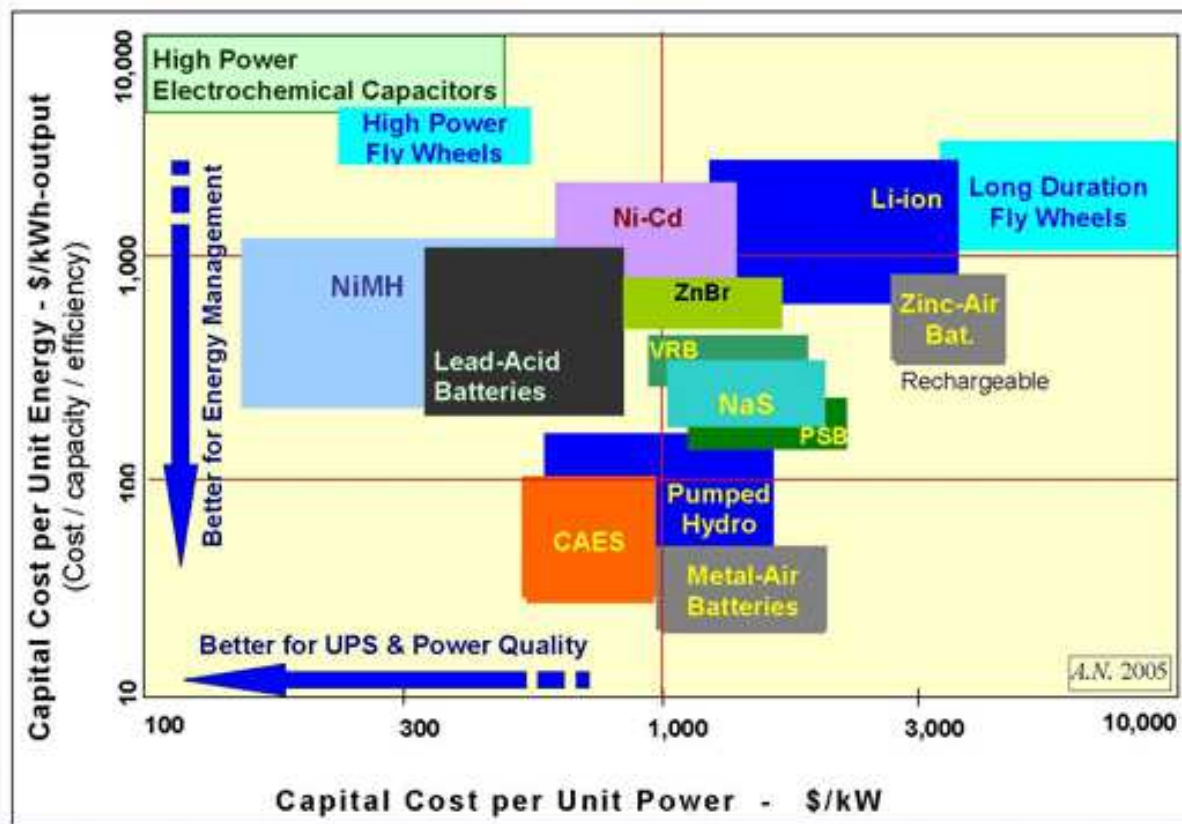 Capital Cost per Unit Energy - $/kWh-output
(Cost / capacity / efficiency)
10,000
1,000
100
10
Better for Energy Management
High Power
Electrochemical Capacitors
High Power
Fly Wheels
Ni-Cd
Li-ion
Long Duration
Fly Wheels
NiMH
Lead-Acid
Batteries
ZnBr
Zinc-Air
Bat.
Rechargeable
VRB
NaS
PSB
Pumped
Hydro
CAES
Metal-Air
Batteries
Better for UPS & Power Quality
A.N. 2005
100
300
1,000
3,000
10,000
Capital Cost per Unit Power - $/kW